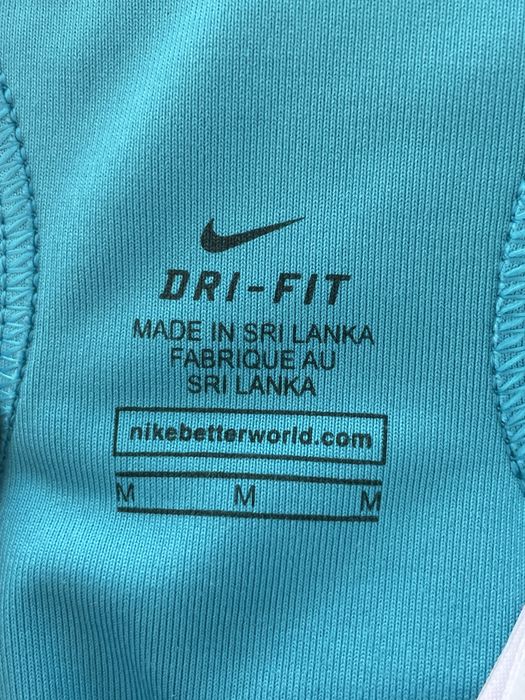 DRI-FIT
MADE IN SRI LANKA
FABRIQUE AU
SRI LANKA
nikebetterworld.com
M M M